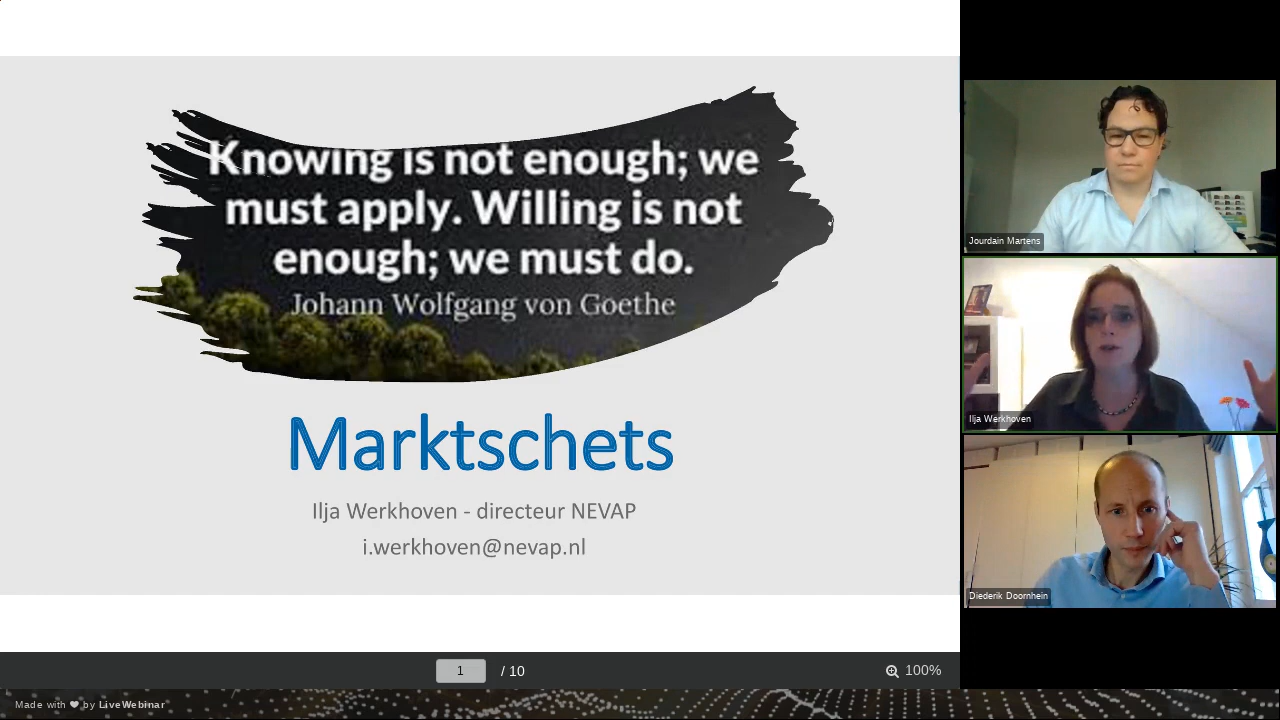 Knowing is not enough; we
must apply. Willing is not
enough; we must do.
Johann Wolfgang von Goethe
Marktschets
Ilja Werkhoven - directeur NEVAP
i.werkhoven@nevap.nl
1 / 10
100%
Made with ❤ by LiveWebinar
Jourdain Martens
Ilja Werkhoven
Diederik Doornhein